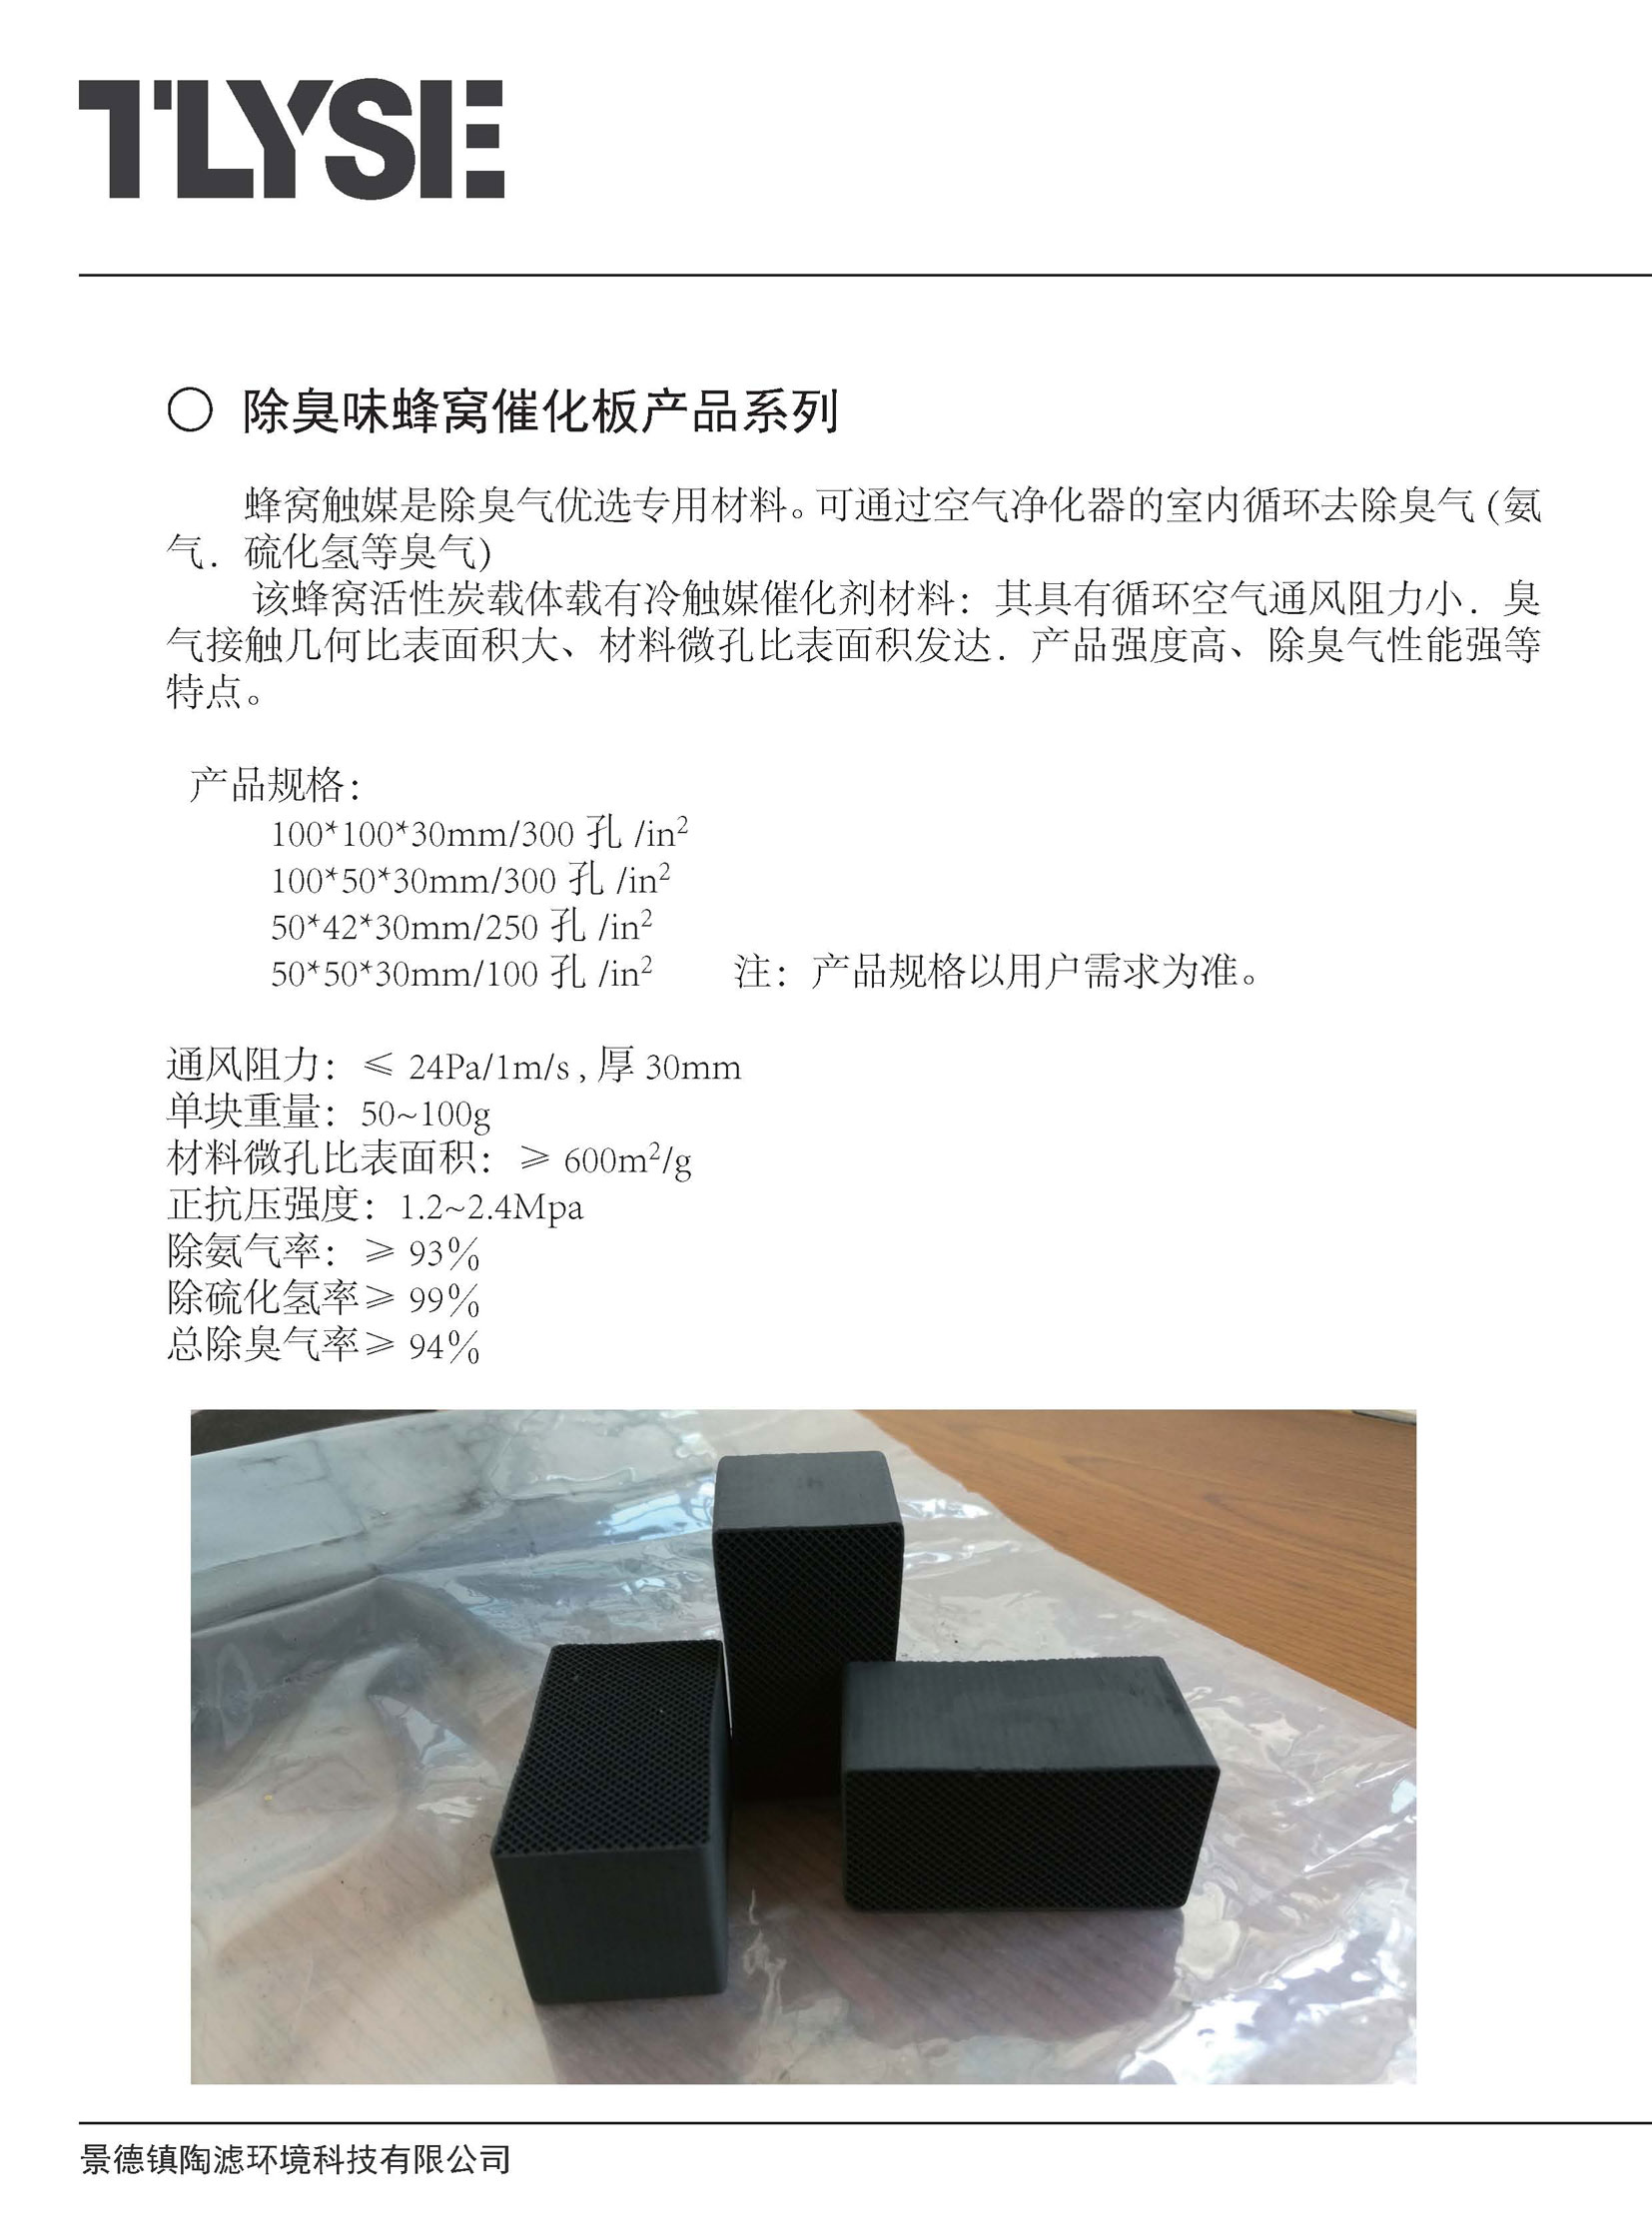 TLYSE
○ 除臭味蜂窝催化板产品系列
蜂窝触媒是除臭气优选专用材料。可通过空气净化器的室内循环去除臭气(氨
气．硫化氢等臭气)
该蜂窝活性炭载体载有冷触媒催化剂材料：其具有循环空气通风阻力小．臭
气接触几何比表面积大、材料微孔比表面积发达．产品强度高、除臭气性能强等
特点。
产品规格：
100*100*30mm/300 孔 /in²
100*50*30mm/300 孔 /in²
50*42*30mm/250 孔 /in²
50*50*30mm/100 孔 /in² 注：产品规格以用户需求为准。
通风阻力：≤ 24Pa/1m/s , 厚 30mm
单块重量：50~100g
材料微孔比表面积：≥ 600m²/g
正抗压强度：1.2~2.4Mpa
除氨气率：≥ 93%
除硫化氢率≥ 99%
总除臭气率≥ 94%
景德镇陶滤环境科技有限公司